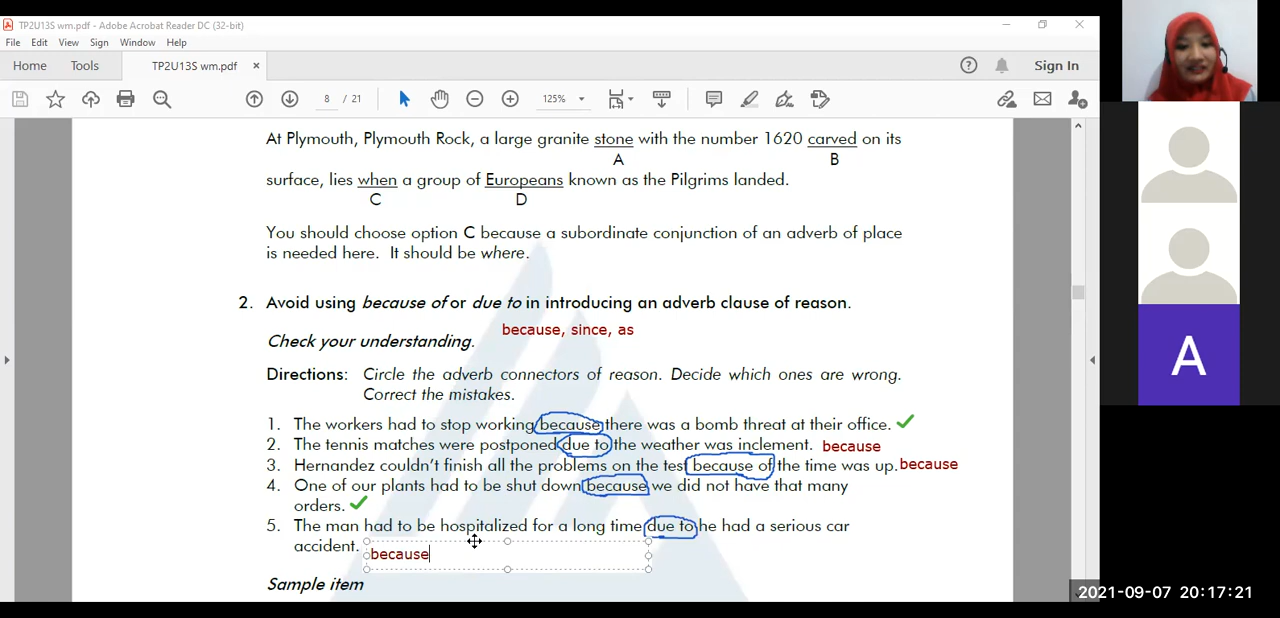 TP2U13S wm.pdf - Adobe Acrobat Reader DC (32-bit)
File Edit View Sign Window Help
Home Tools TP2U13S wm.pdf × Sign In
8 / 21 125%
At Plymouth, Plymouth Rock, a large granite stone with the number 1620 carved on its
A B
surface, lies when a group of Europeans known as the Pilgrims landed.
C D
You should choose option C because a subordinate conjunction of an adverb of place
is needed here. It should be where.
2. Avoid using because of or due to in introducing an adverb clause of reason.
because, since, as
Check your understanding.
Directions: Circle the adverb connectors of reason. Decide which ones are wrong.
Correct the mistakes.
1. The workers had to stop working because there was a bomb threat at their office.
2. The tennis matches were postponed due to the weather was inclement. because
3. Hernandez couldn't finish all the problems on the test because of the time was up. because
4. One of our plants had to be shut down because we did not have that many
orders.
5. The man had to be hospitalized for a long time due to he had a serious car
accident. because
Sample item
A
2021-09-07 20:17:21